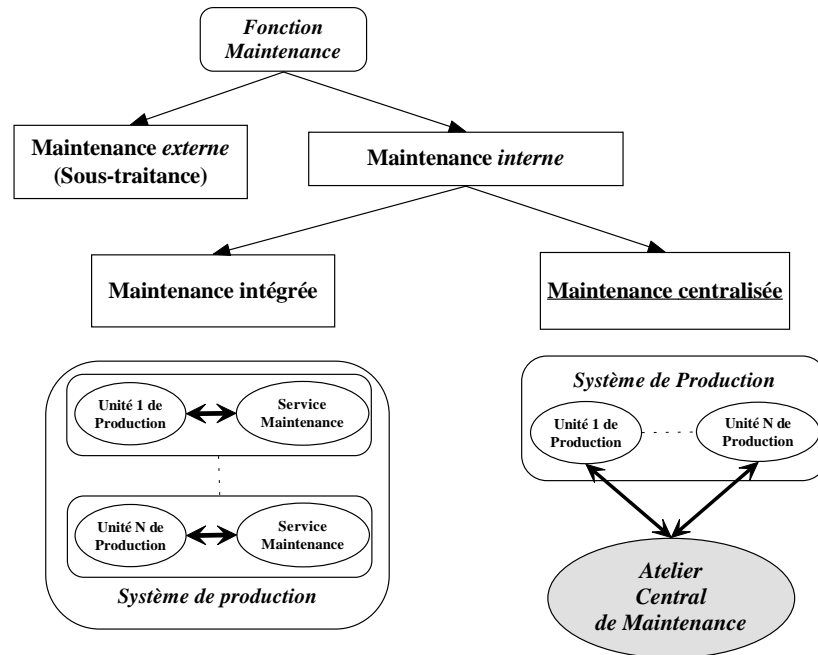 Fonction
Maintenance
Maintenance externe
(Sous-traitance)
Maintenance interne
Maintenance intégrée
Maintenance centralisée
Unité 1 de
Production
Service
Maintenance
Unité N de
Production
Service
Maintenance
Système de production
Système de Production
Unité 1 de
Production
Unité N de
Production
Atelier
Central
de Maintenance